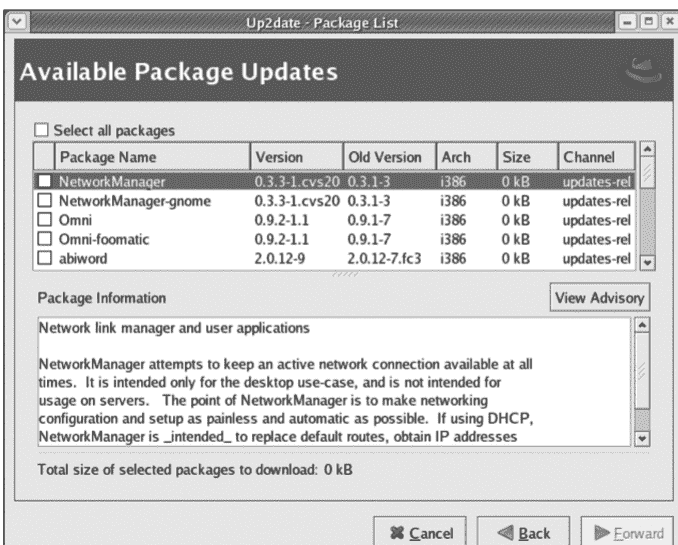 Up2date - Package List
Available Package Updates
Select all packages
Package Name Version Old Version Arch Size Channel
NetworkManager 0.3.3-1.cvs20 0.3.1-3 i386 0 kB updates-rel
NetworkManager-gnome 0.3.3-1.cvs20 0.3.1-3 i386 0 kB updates-rel
Omni 0.9.2-1.1 0.9.1-7 i386 0 kB updates-rel
Omni-foomatic 0.9.2-1.1 0.9.1-7 i386 0 kB updates-rel
abiword 2.0.12-9 2.0.12-7.fc3 i386 0 kB updates-rel
Package Information
View Advisory
Network link manager and user applications
NetworkManager attempts to keep an active network connection available at all
times. It is intended only for the desktop use-case, and is not intended for
usage on servers. The point of NetworkManager is to make networking
configuration and setup as painless and automatic as possible. If using DHCP,
NetworkManager is _intended_ to replace default routes, obtain IP addresses
Total size of selected packages to download: 0 kB
Cancel Back Forward